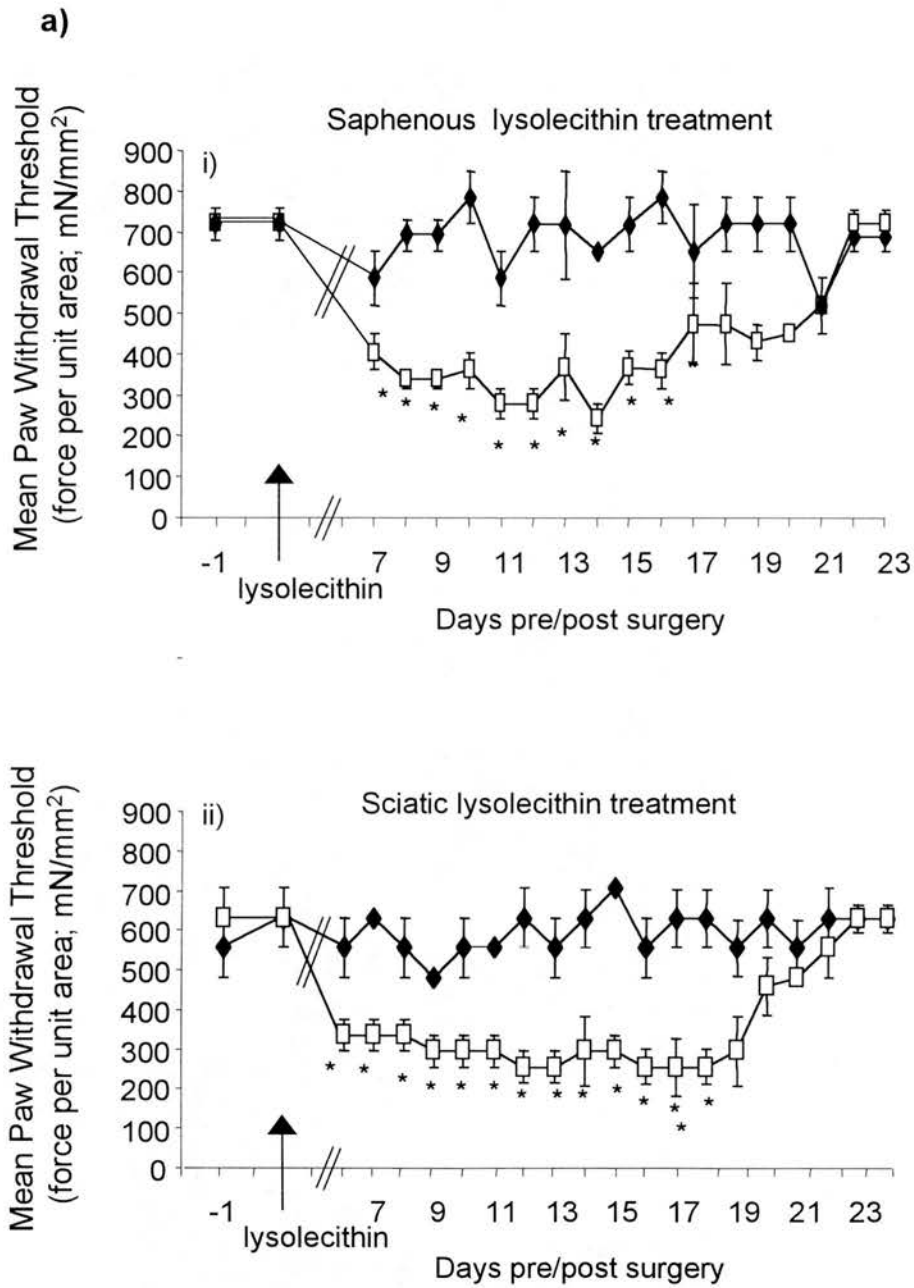 a)
Saphenous lysolecithin treatment
i)
Mean Paw Withdrawal Threshold
(force per unit area; mN/mm²)
900
800
700
600
500
400
300
200
100
0
* * * * * * * * * * *
-1 7 9 11 13 15 17 19 21 23
lysolecithin
Days pre/post surgery
Sciatic lysolecithin treatment
ii)
Mean Paw Withdrawal Threshold
(force per unit area; mN/mm²)
900
800
700
600
500
400
300
200
100
0
* * * * * * * * * * * * * *
-1 7 9 11 13 15 17 19 21 23
lysolecithin
Days pre/post surgery